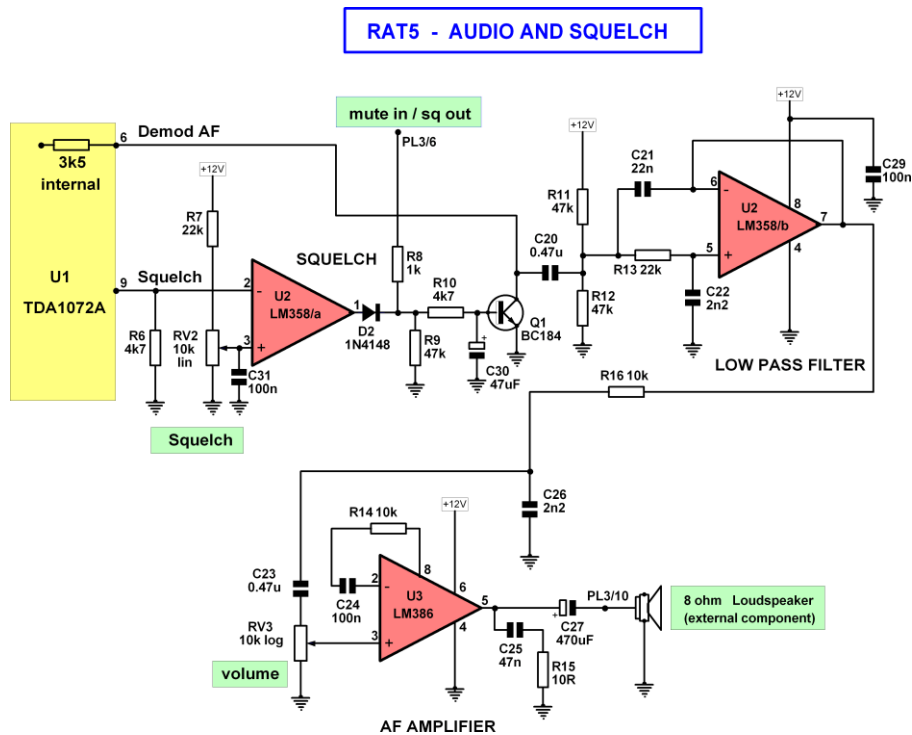 RAT5 - AUDIO AND SQUELCH
mute in / sq out
PL3/6
6
Demod AF
3k5
internal
U1
TDA1072A
9
Squelch
+12V
R7
22k
RV2
10k
lin
R6
4k7
C31
100n
Squelch
SQUELCH
2
-
U2
LM358/a
3
+
1
D2
1N4148
R8
1k
R9
47k
R10
4k7
+
C30
47uF
Q1
BC184
C20
0.47u
+12V
R11
47k
R12
47k
C21
22n
R13 22k
C22
2n2
+12V
6
-
U2
LM358/b
5
+
8
7
4
C29
100n
LOW PASS FILTER
R16 10k
C26
2n2
C23
0.47u
RV3
10k log
volume
R14 10k
C24
100n
+12V
2
-
8
U3
LM386
3
+
6
5
4
C25
47n
R15
10R
+
C27
470uF
PL3/10
8 ohm Loudspeaker
(external component)
AF AMPLIFIER